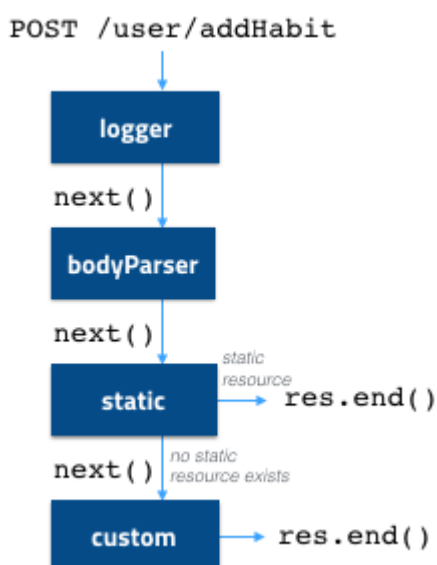 POST /user/addHabit
logger
next()
bodyParser
next()
static
resource
static
res.end()
next()
no static
resource exists
custom
res.end()